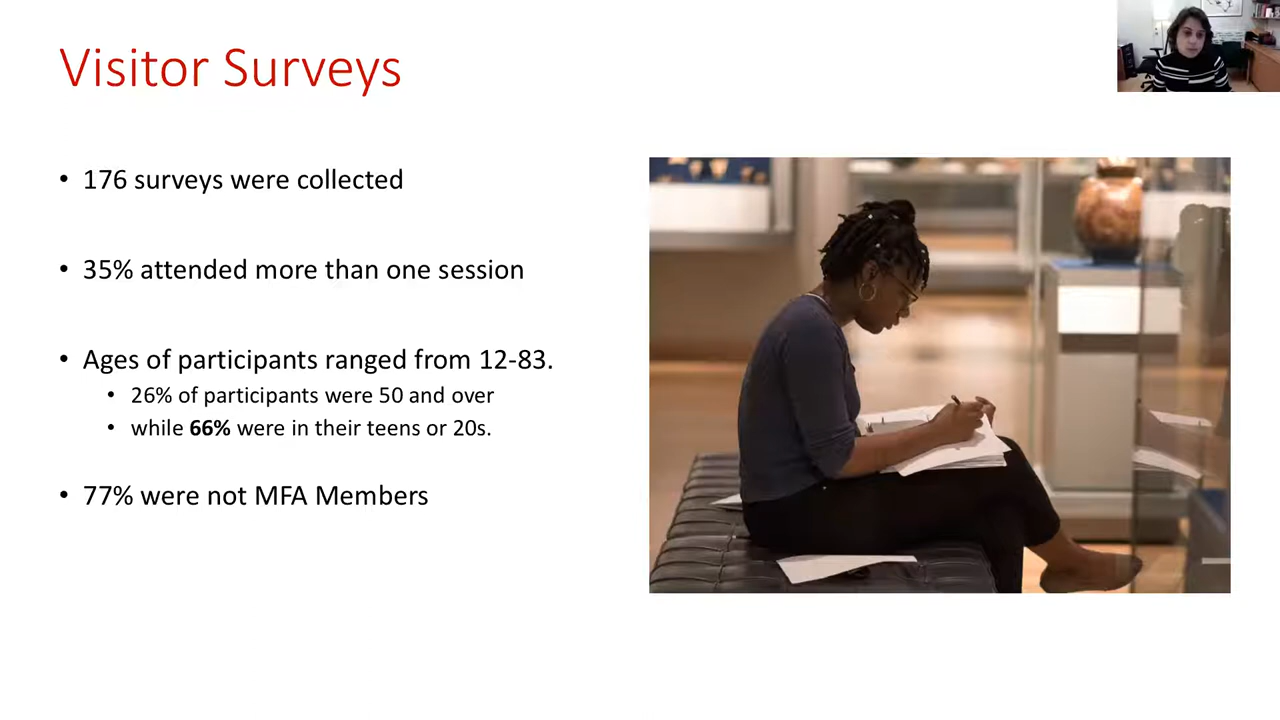 Visitor Surveys
• 176 surveys were collected
• 35% attended more than one session
• Ages of participants ranged from 12-83.
• 26% of participants were 50 and over
• while 66% were in their teens or 20s.
• 77% were not MFA Members